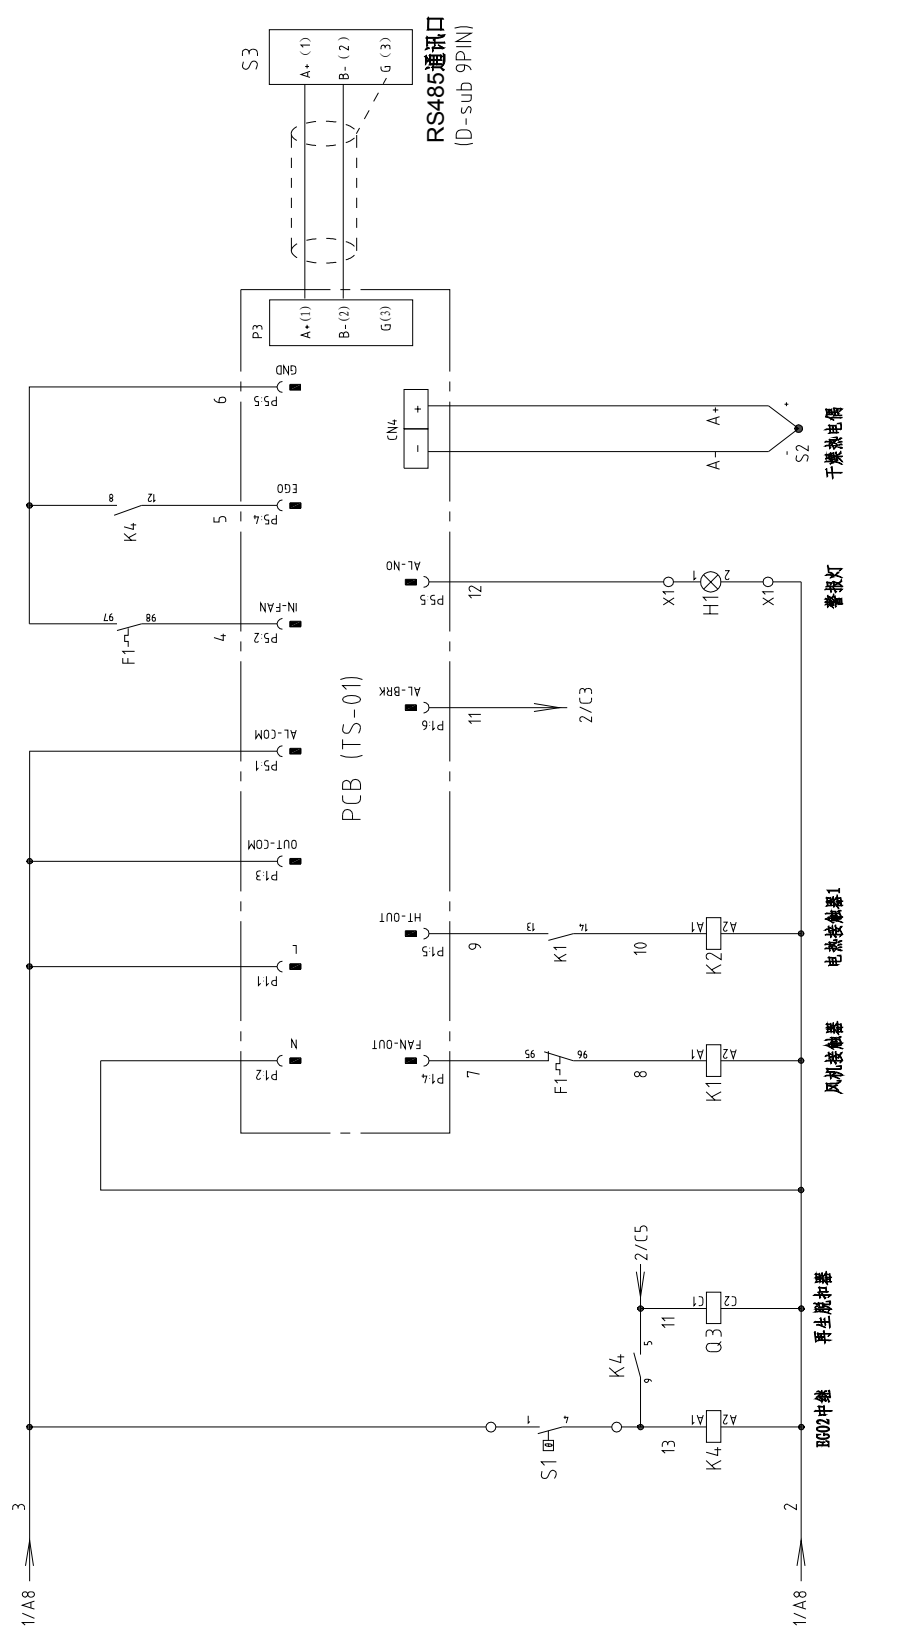 S3
A+(1)
B-(2)
G(3)
RS485通讯口
(D-sub 9PIN)
P3
A+(1)
B-(2)
G(3)
6
GND
P5:5
8
12
K4
5
EGO
P5:4
97
98
F1
4
IN-FAN
P5:2
AL-COM
P5:1
OUT-COM
P1:3
L
P1:1
N
P1:2
PCB (TS-01)
CN4
+
-
A+
A-
+
-
S2
干燥热电偶
AL-NO
P5:5
12
X1
1
2
H1
X1
警报灯
AL-BRK
P1:6
11
2/C3
HT-OUT
P1:5
9
13
14
K1
10
A1
A2
K2
电热接触器1
FAN-OUT
P1:4
7
95
96
F1
8
A1
A2
K1
风机接触器
2/C5
11
C1
C2
Q3
再生脱扣器
K4
5
9
1
4
S1
13
A1
A2
K4
EGO2中继
3
1/A8
2
1/A8